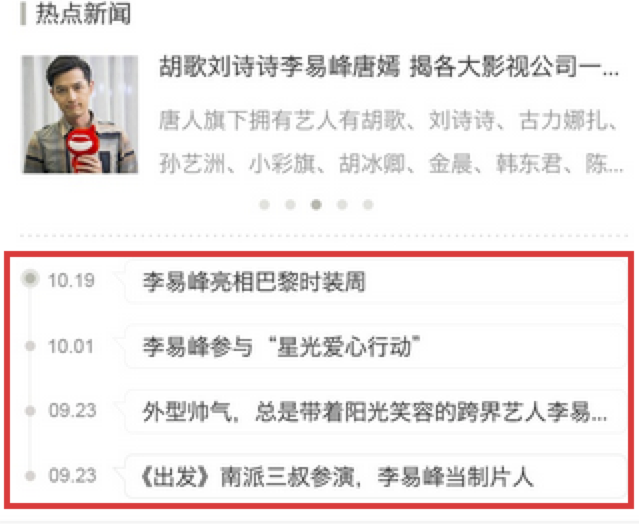 热点新闻
胡歌刘诗诗李易峰唐嫣 揭各大影视公司一...
唐人旗下拥有艺人有胡歌、刘诗诗、古力娜扎、
孙艺洲、小彩旗、胡冰卿、金晨、韩东君、陈...
10.19 李易峰亮相巴黎时装周
10.01 李易峰参与“星光爱心行动”
09.23 外型帅气，总是带着阳光笑容的跨界艺人李易...
09.23 《出发》南派三叔参演，李易峰当制片人